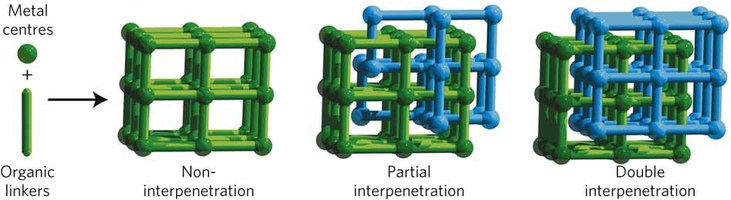 Metal
centres
+
Organic
linkers
Non-
interpenetration
Partial
interpenetration
Double
interpenetration